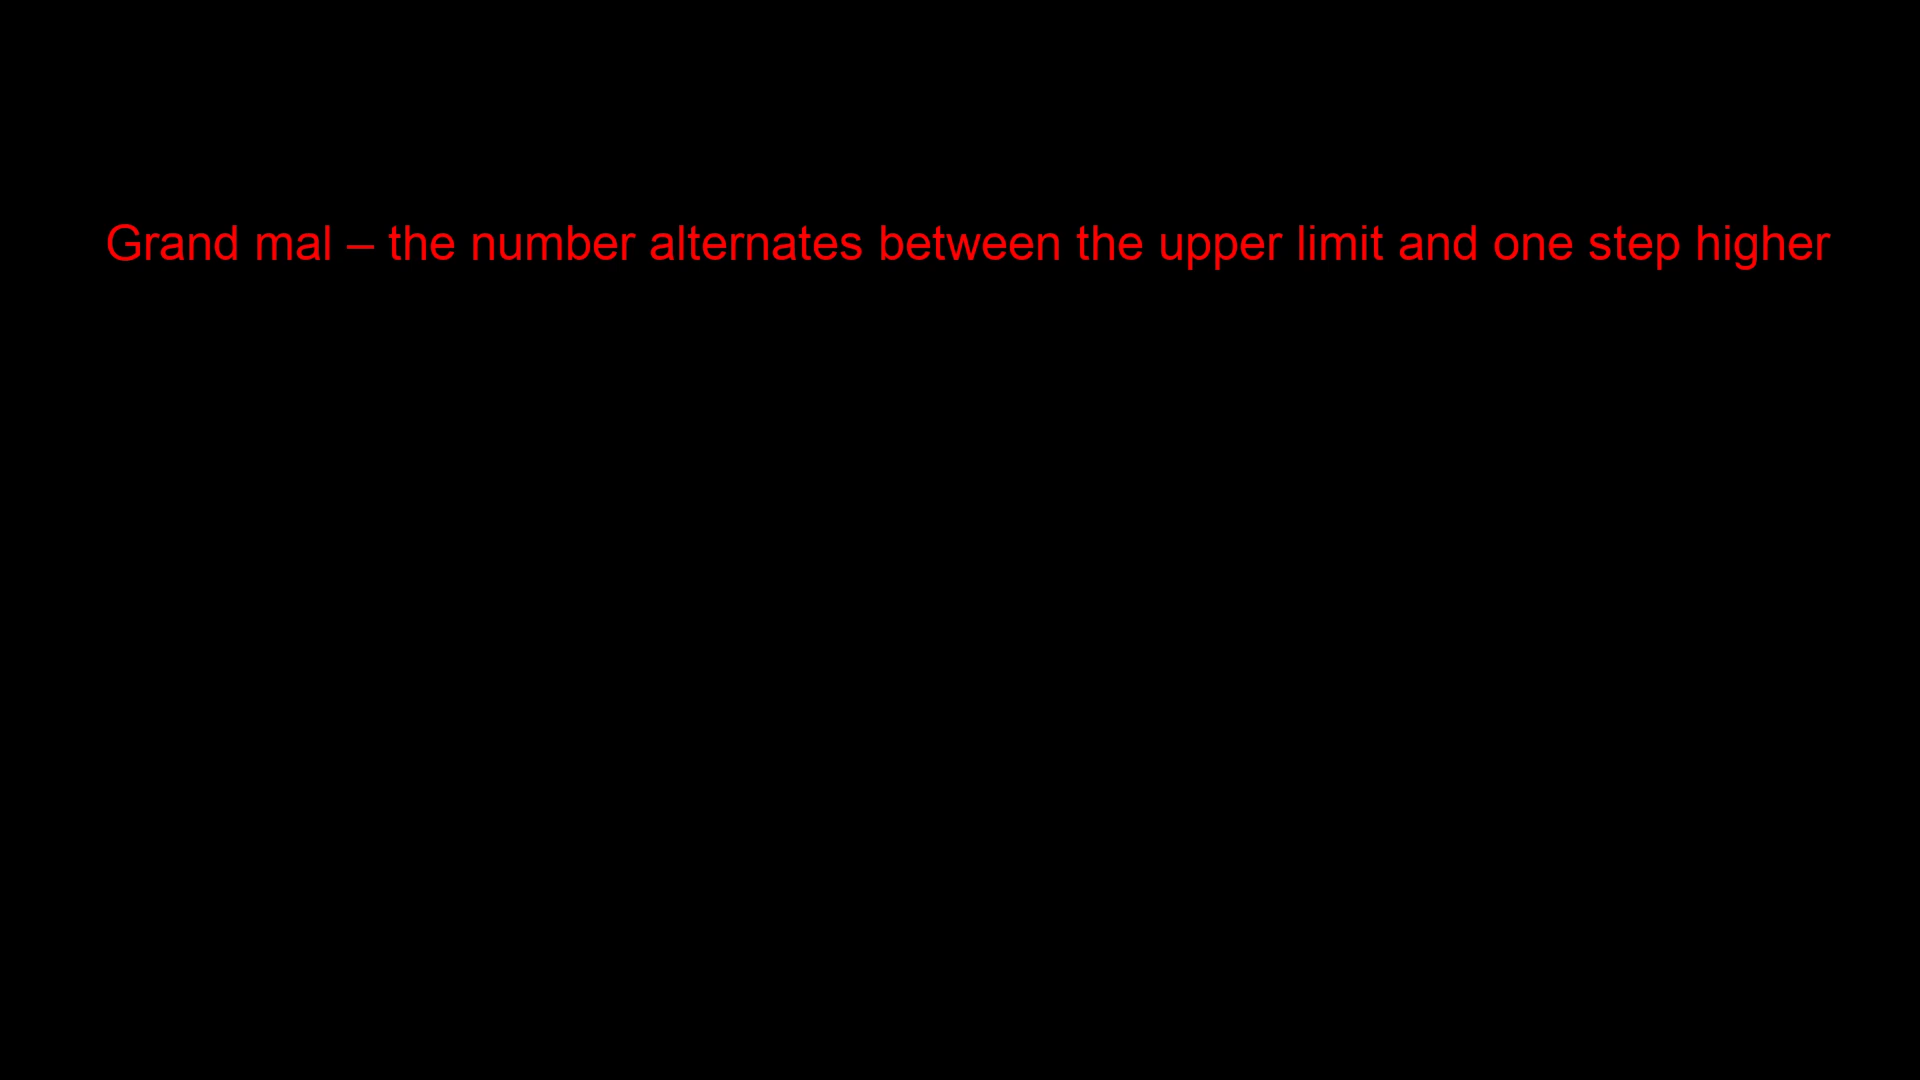 Grand mal – the number alternates between the upper limit and one step higher